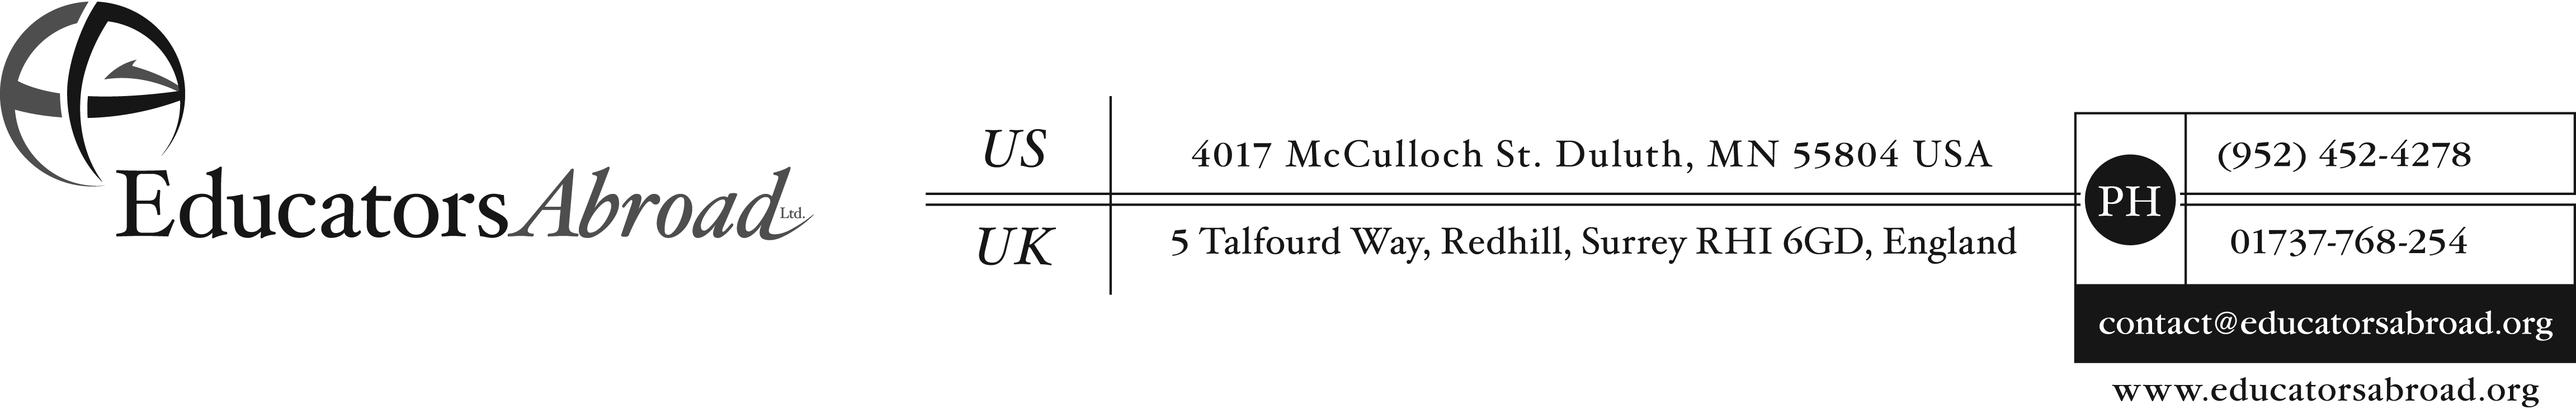 Educators Abroad Ltd.
US
4017 McCulloch St. Duluth, MN 55804 USA
UK
5 Talfourd Way, Redhill, Surrey RHI 6GD, England
PH
(952) 452-4278
01737-768-254
contact@educatorsabroad.org
www.educatorsabroad.org